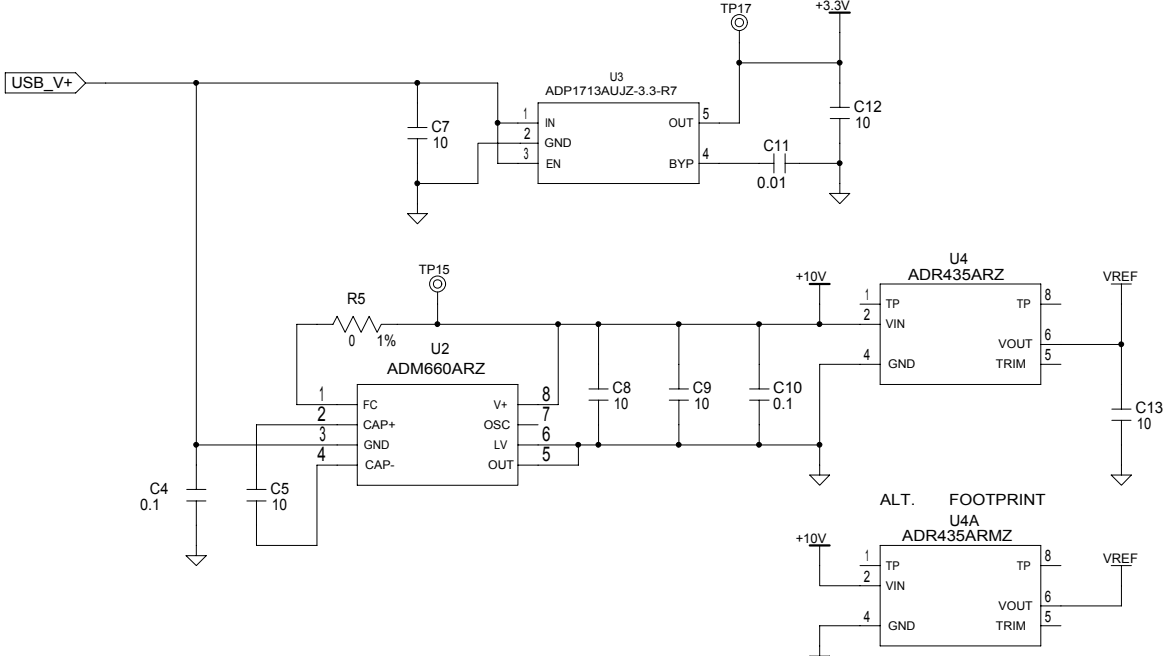 TP17
+3.3V
USB_V+
U3
ADP1713AUJZ-3.3-R7
C7
10
1
IN
2
GND
3
EN
OUT
5
BYP
4
C11
0.01
C12
10
TP15
R5
0
1%
U2
ADM660ARZ
1
FC
2
CAP+
3
GND
4
CAP-
V+
8
OSC
7
LV
6
OUT
5
C4
0.1
C5
10
C8
10
C9
10
C10
0.1
+10V
U4
ADR435ARZ
1
TP
2
VIN
4
GND
TP
8
VOUT
6
TRIM
5
VREF
C13
10
ALT. FOOTPRINT
U4A
ADR435ARMZ
+10V
1
TP
2
VIN
4
GND
TP
8
VOUT
6
TRIM
5
VREF